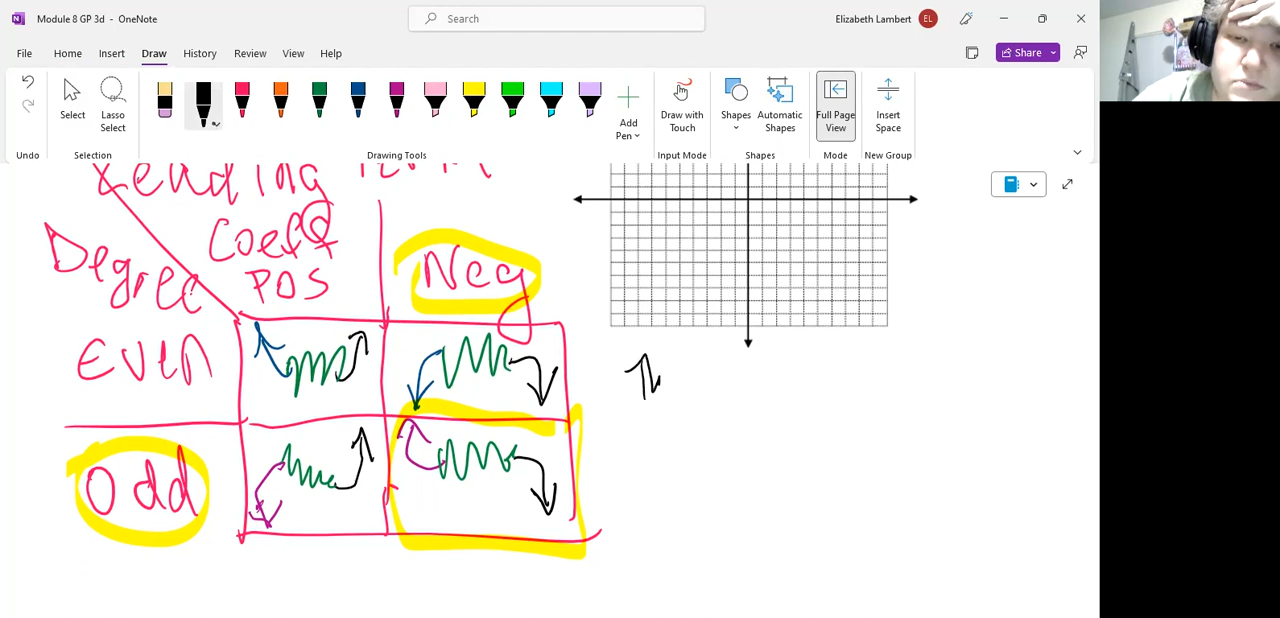 Module 8 GP 3d - OneNote
Search
Elizabeth Lambert EL
File Home Insert Draw History Review View Help
Share
Select Lasso Select
Add Pen
Draw with Touch
Shapes Automatic Shapes
Full Page View
Insert Space
Undo Selection Drawing Tools Input Mode Shapes Mode New Group
Leading Term
Coeff
Degree POS Neg
EVEN
Odd